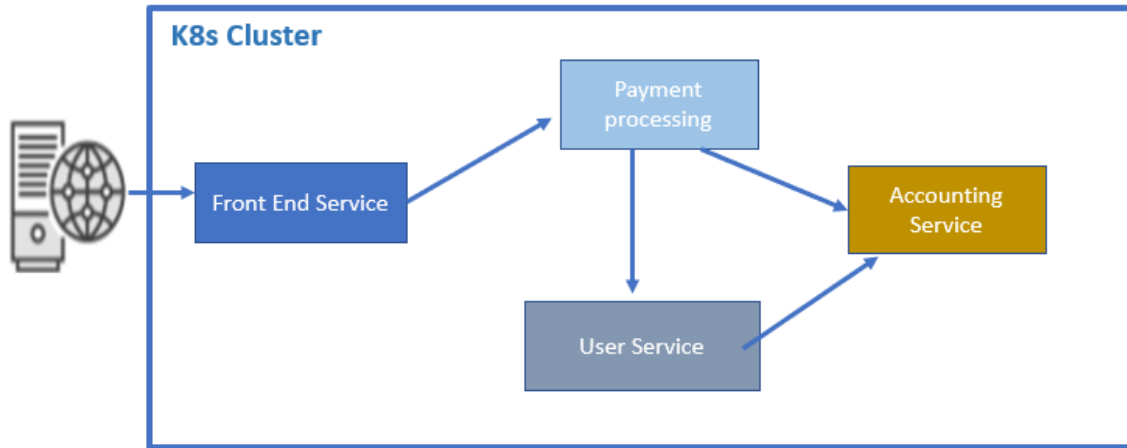 K8s Cluster
Payment
processing
Front End Service
Accounting
Service
User Service